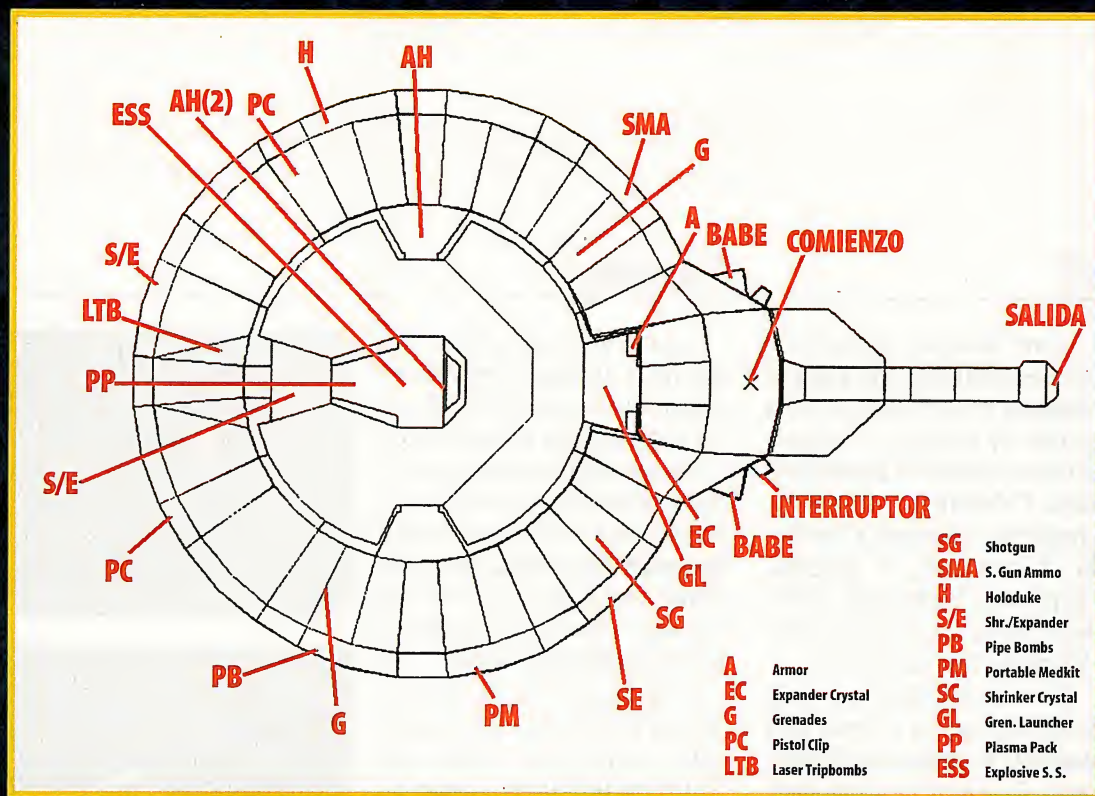 H
AH
AH(2)
PC
ESS
SMA
G
A
BABE
COMIENZO
S/E
LTB
SALIDA
PP
S/E
INTERRUPTOR
EC
BABE
PC
GL
SG
PB
SE
G
PM
A Armor
EC Expander Crystal
G Grenades
PC Pistol Clip
LTB Laser Tripbombs
SG Shotgun
SMA S. Gun Ammo
H Holoduke
S/E Shr./Expander
PB Pipe Bombs
PM Portable Medkit
SC Shrinker Crystal
GL Gren. Launcher
PP Plasma Pack
ESS Explosive S. S.